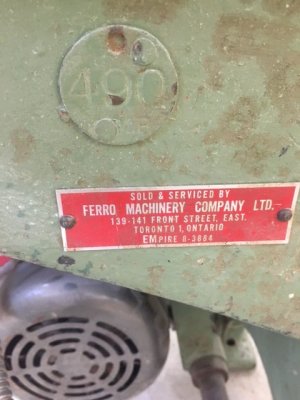 490
SOLD & SERVICED BY
FERRO MACHINERY COMPANY LTD.
139-141 FRONT STREET, EAST.
TORONTO 1, ONTARIO
EMpire 8-3884